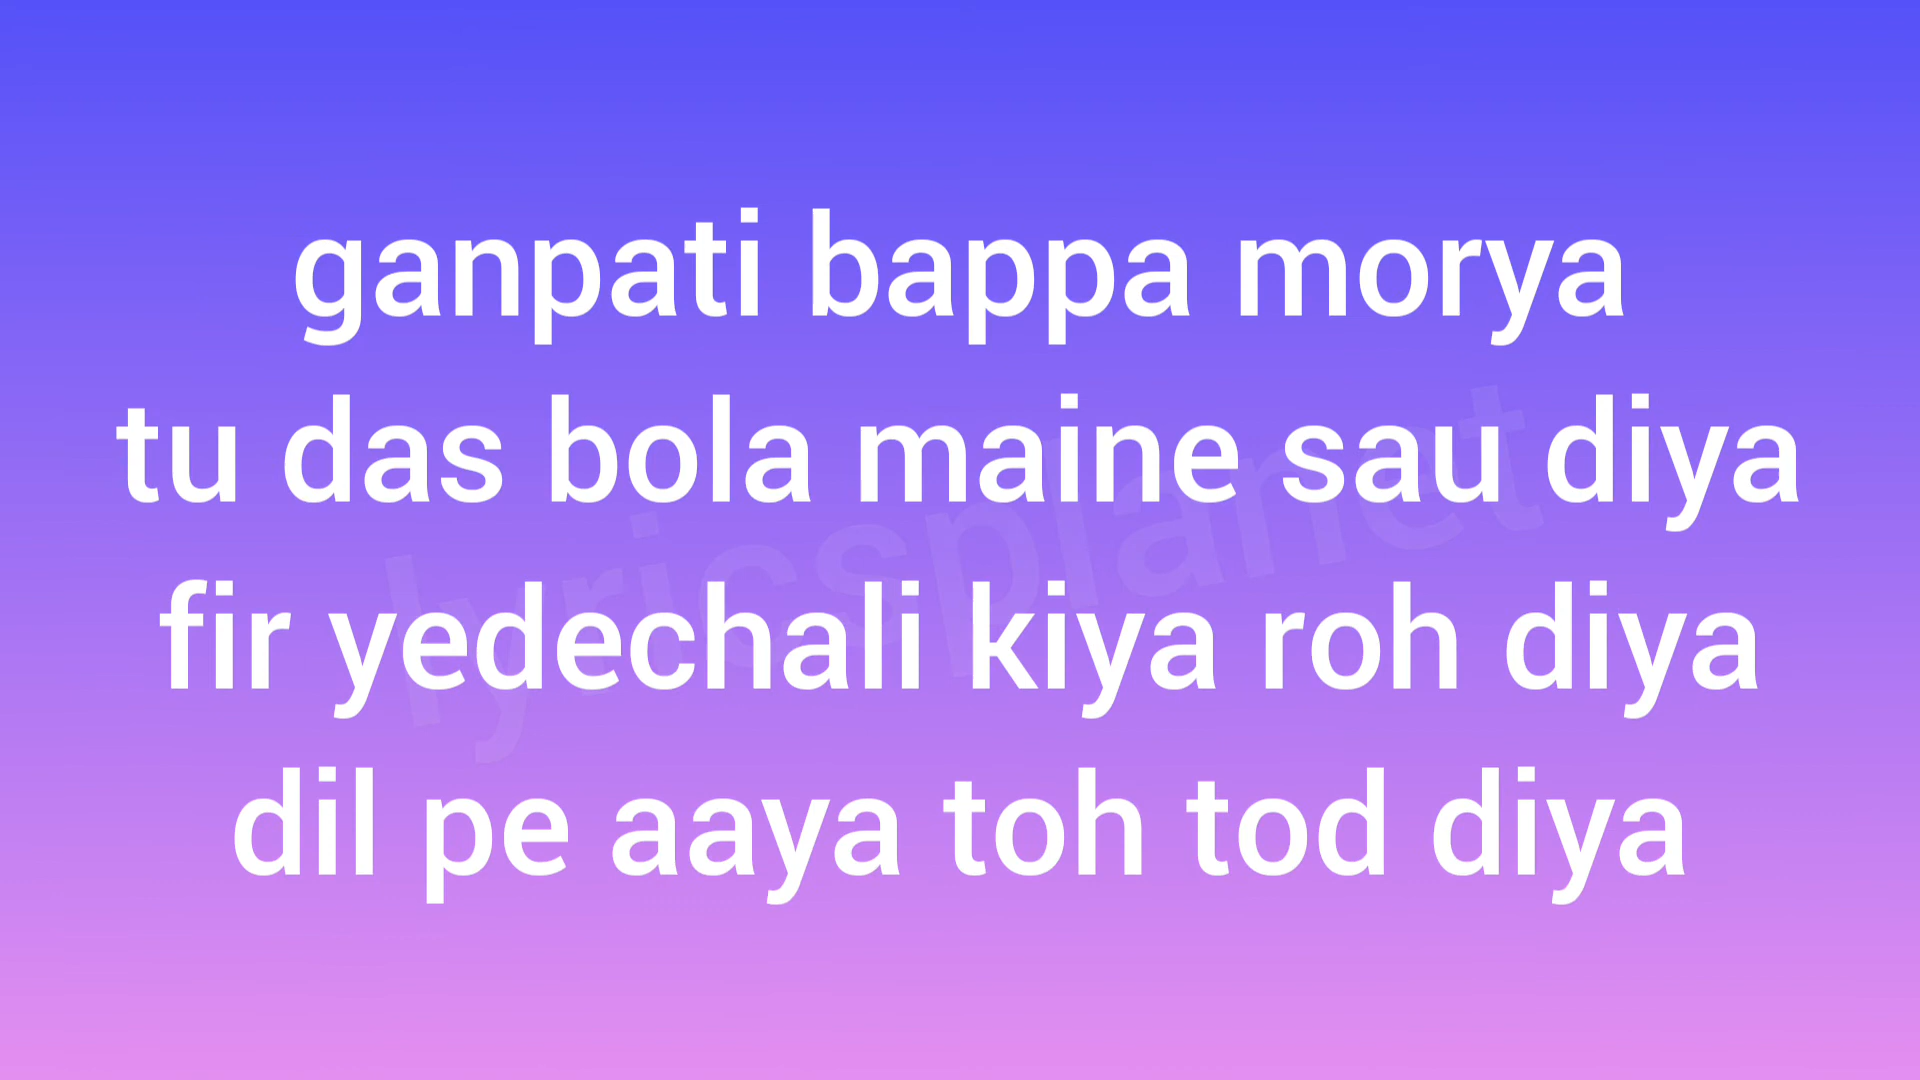 ganpati bappa morya
tu das bola maine sau diya
fir yedechali kiya roh diya
dil pe aaya toh tod diya
lyricsplanet